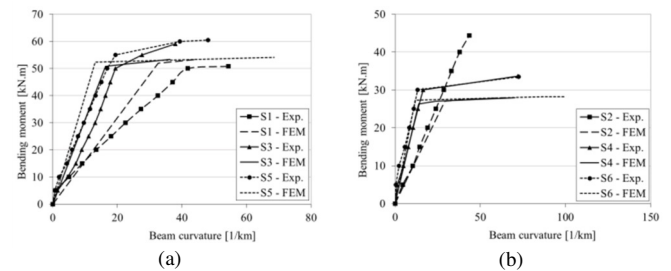 70
60
50
40
30
20
10
0
Bending moment [kN.m]
0 20 40 60 80
Beam curvature [1/km]
S1 - Exp.
S1 - FEM
S3 - Exp.
S3 - FEM
S5 - Exp.
S5 - FEM
(a)
50
40
30
20
10
0
Bending moment [kN.m]
0 50 100 150
Beam curvature [1/km]
S2 - Exp.
S2 - FEM
S4 - Exp.
S4 - FEM
S6 - Exp.
S6 - FEM
(b)